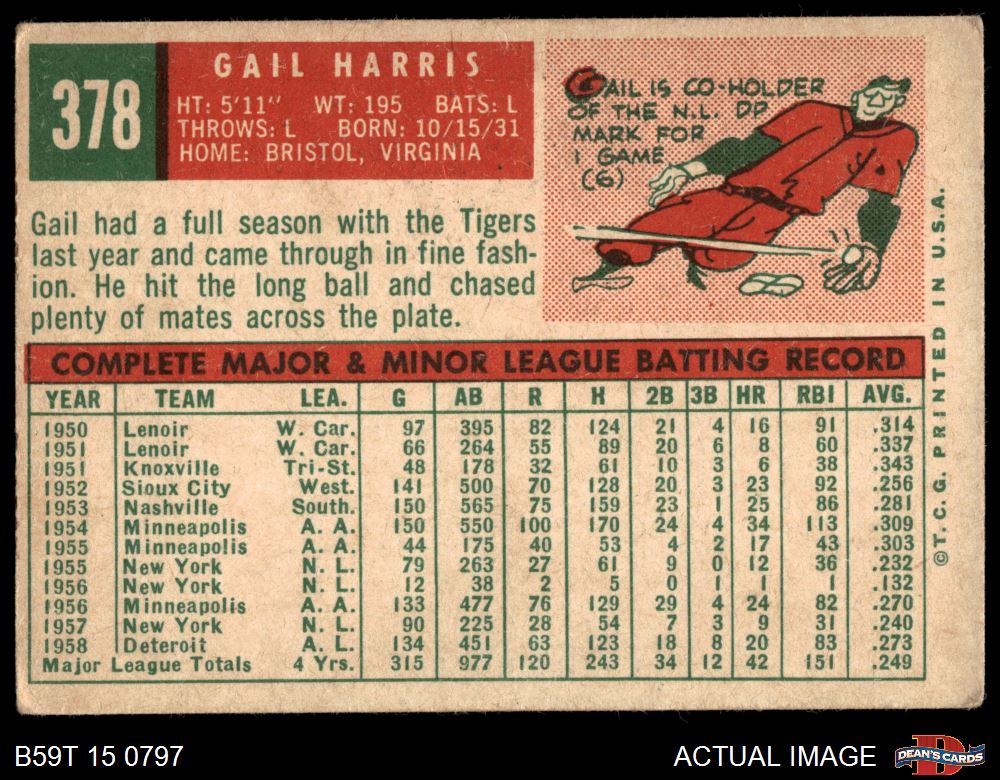 378
GAIL HARRIS
HT: 5'11" WT: 195 BATS: L
THROWS: L BORN: 10/15/31
HOME: BRISTOL, VIRGINIA
GAIL IS CO-HOLDER
OF THE N.L. DP
MARK FOR
1 GAME
(6)
Gail had a full season with the Tigers
last year and came through in fine fash-
ion. He hit the long ball and chased
plenty of mates across the plate.
COMPLETE MAJOR & MINOR LEAGUE BATTING RECORD
YEAR TEAM LEA. G AB R H 2B 3B HR RBI AVG.
1950 Lenoir W. Car. 97 395 82 124 21 4 16 91 .314
1951 Lenoir W. Car. 66 264 55 89 20 6 8 60 .337
1951 Knoxville Tri-St. 48 178 32 61 10 3 6 38 .343
1952 Sioux City West. 141 500 70 128 20 3 23 92 .256
1953 Nashville South. 150 565 75 159 23 1 25 86 .281
1954 Minneapolis A. A. 150 550 100 170 24 4 34 113 .309
1955 Minneapolis A. A. 44 175 40 53 4 2 17 43 .303
1955 New York N. L. 79 263 27 61 9 0 12 36 .232
1956 New York N. L. 12 38 2 5 0 1 1 1 .132
1956 Minneapolis A. A. 133 477 76 129 29 4 24 82 .270
1957 New York N. L. 90 225 28 54 7 3 9 31 .240
1958 Deteroit A. L. 134 451 63 123 18 8 20 83 .273
Major League Totals 4 Yrs. 315 977 120 243 34 12 42 151 .249
©T.C.G. PRINTED IN U.S.A.
B59T 15 0797
ACTUAL IMAGE
DEAN'S CARDS